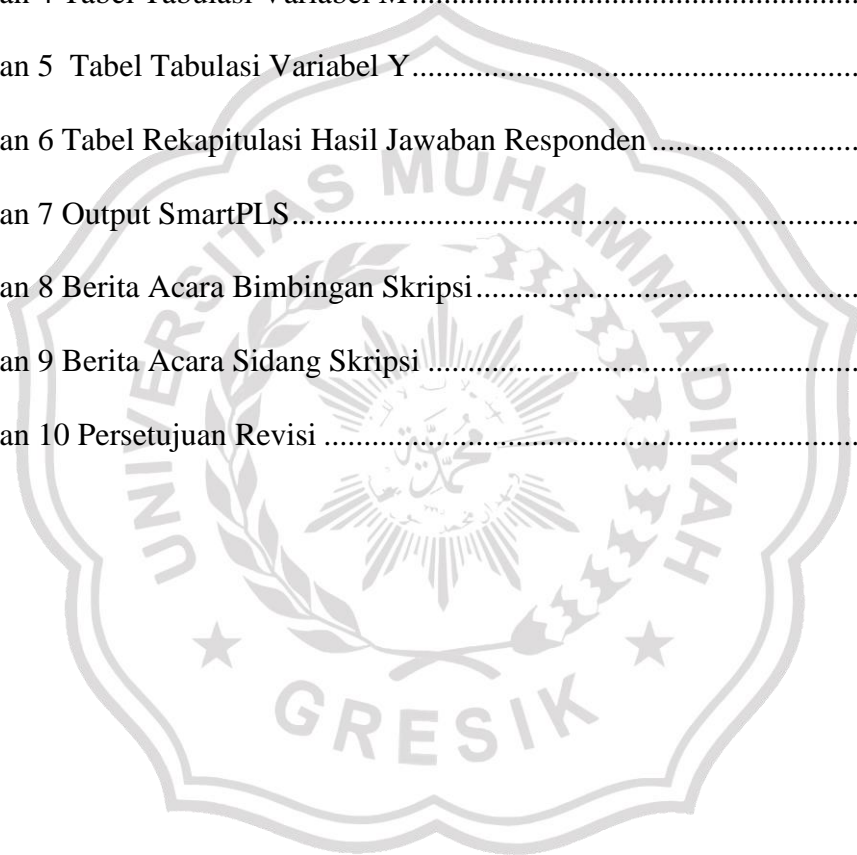 an 4 Tabel Tabulasi Variabel M................................................
an 5  Tabel Tabulasi Variabel Y................................................
an 6 Tabel Rekapitulasi Hasil Jawaban Responden..........................
an 7 Output SmartPLS................................................
an 8 Berita Acara Bimbingan Skripsi................................................
an 9 Berita Acara Sidang Skripsi................................................
an 10 Persetujuan Revisi................................................
UNIVERSITAS MUHAMMADIYAH
GRESIK